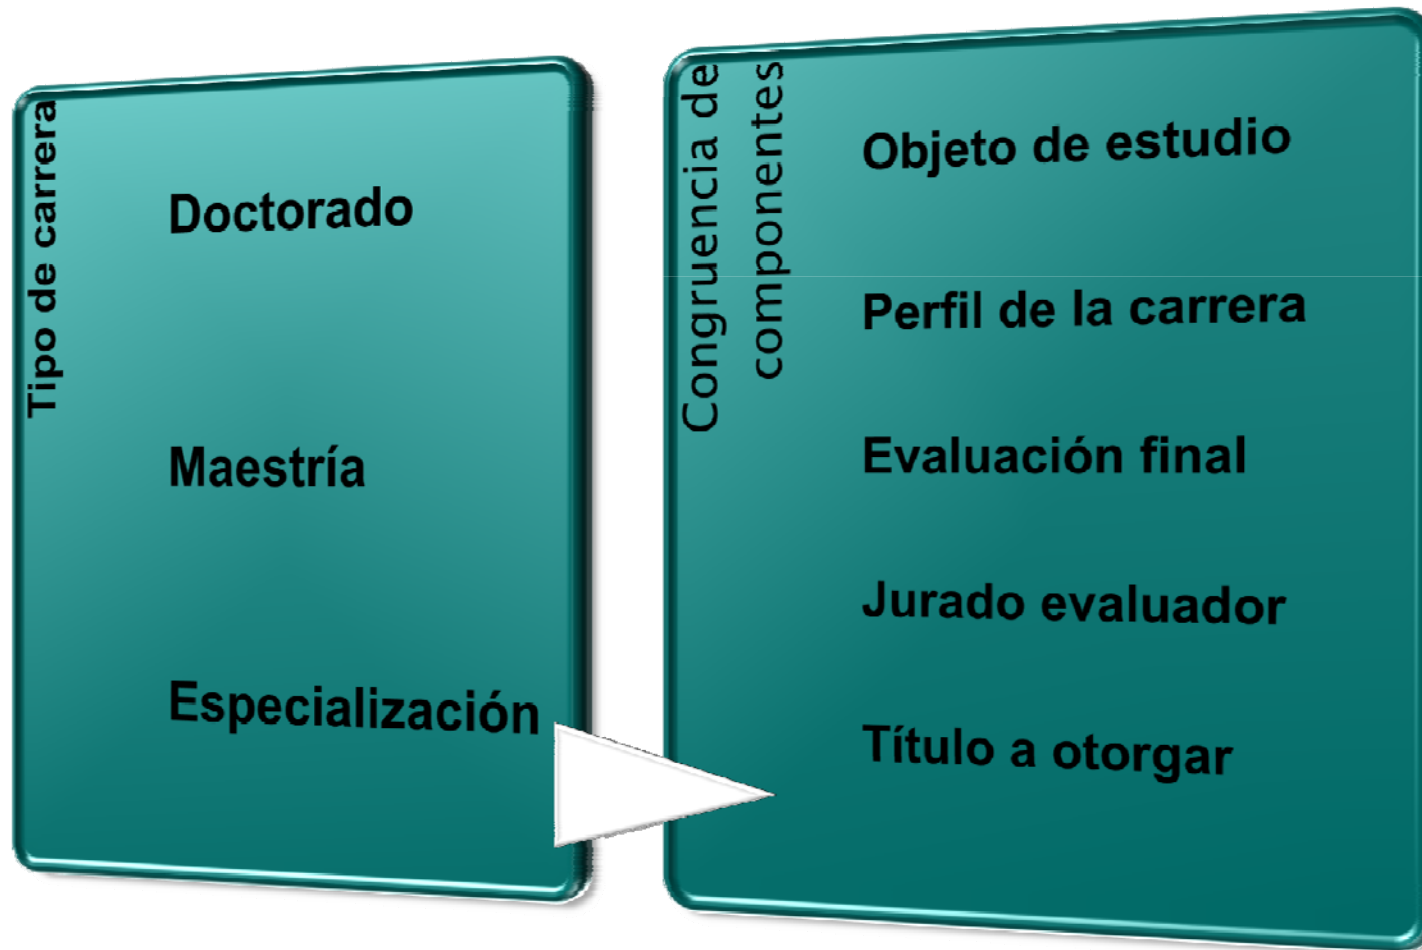 Tipo de carrera
Doctorado
Maestría
Especialización
Congruencia de
componentes
Objeto de estudio
Perfil de la carrera
Evaluación final
Jurado evaluador
Título a otorgar